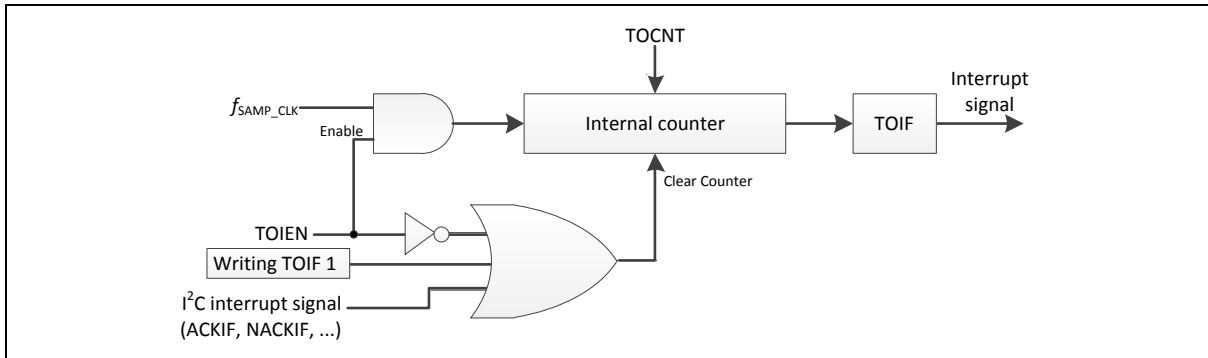 TOCNT
Interrupt
signal
fSAMP_CLK
Enable
Internal counter
TOIF
Clear Counter
TOIEN
Writing TOIF 1
I²C interrupt signal
(ACKIF, NACKIF, ...)